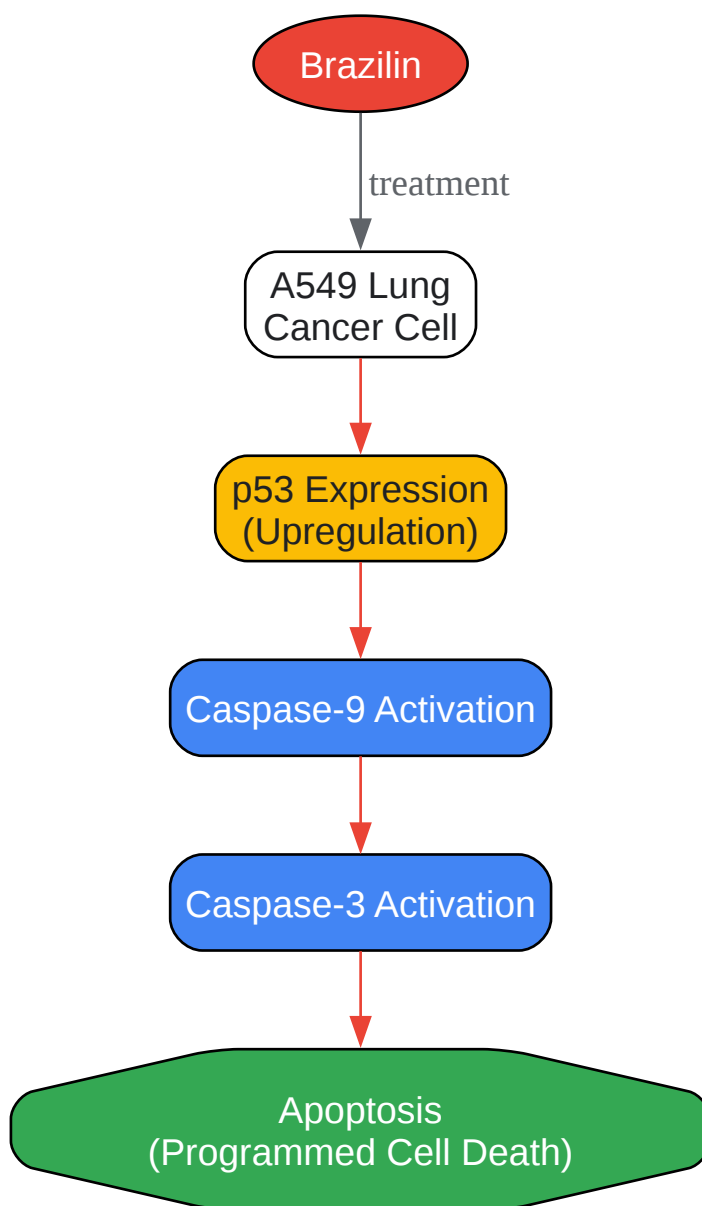 Brazilin
treatment
A549 Lung
Cancer Cell
p53 Expression
(Upregulation)
Caspase-9 Activation
Caspase-3 Activation
Apoptosis
(Programmed Cell Death)